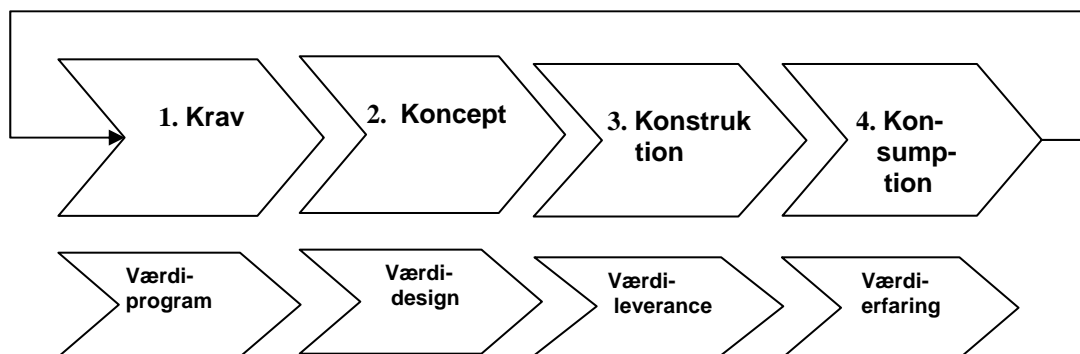 1. Krav
2. Koncept
3. Konstruk
tion
4. Kon-
sump-
tion
Værdi-
program
Værdi-
design
Værdi-
leverance
Værdi-
erfaring